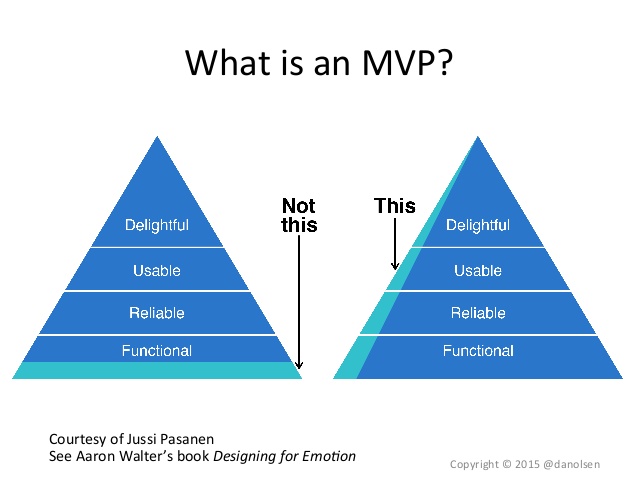 What is an MVP?
Not
this
This
Delightful
Usable
Reliable
Functional
Delightful
Usable
Reliable
Functional
Courtesy of Jussi Pasanen
See Aaron Walter's book Designing for Emotion
Copyright © 2015 @danolsen